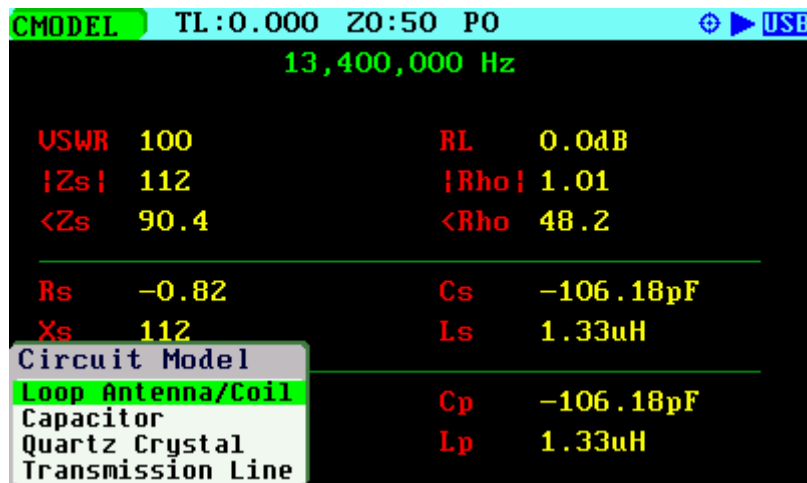 CMODEL TL:0.000 Z0:50 P0 USB
13,400,000 Hz
VSWR 100 RL 0.0dB
|Zs| 112 |Rho| 1.01
<Zs 90.4 <Rho 48.2
Rs -0.82 Cs -106.18pF
Xs 112 Ls 1.33uH
Circuit Model
Loop Antenna/Coil
Capacitor
Quartz Crystal
Transmission Line
Cp -106.18pF
Lp 1.33uH